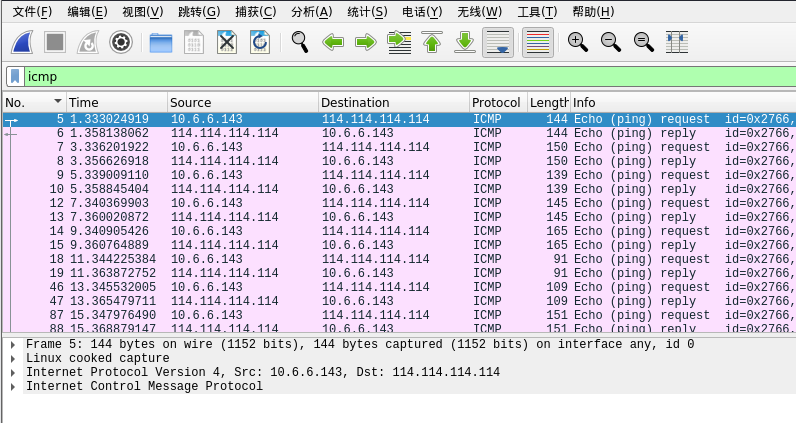 文件(F) 编辑(E) 视图(V) 跳转(G) 捕获(C) 分析(A) 统计(S) 电话(Y) 无线(W) 工具(T) 帮助(H)
icmp
No. Time Source Destination Protocol Length Info
5 1.333024919 10.6.6.143 114.114.114.114 ICMP 144 Echo (ping) request id=0x2766,
6 1.358138062 114.114.114.114 10.6.6.143 ICMP 144 Echo (ping) reply id=0x2766,
7 3.336201922 10.6.6.143 114.114.114.114 ICMP 150 Echo (ping) request id=0x2766,
8 3.356626918 114.114.114.114 10.6.6.143 ICMP 150 Echo (ping) reply id=0x2766,
9 5.339009110 10.6.6.143 114.114.114.114 ICMP 139 Echo (ping) request id=0x2766,
10 5.358845404 114.114.114.114 10.6.6.143 ICMP 139 Echo (ping) reply id=0x2766,
12 7.340369903 10.6.6.143 114.114.114.114 ICMP 145 Echo (ping) request id=0x2766,
13 7.360020872 114.114.114.114 10.6.6.143 ICMP 145 Echo (ping) reply id=0x2766,
14 9.340905426 10.6.6.143 114.114.114.114 ICMP 165 Echo (ping) request id=0x2766,
15 9.360764889 114.114.114.114 10.6.6.143 ICMP 165 Echo (ping) reply id=0x2766,
18 11.344225384 10.6.6.143 114.114.114.114 ICMP 91 Echo (ping) request id=0x2766,
19 11.363872752 114.114.114.114 10.6.6.143 ICMP 91 Echo (ping) reply id=0x2766,
46 13.345532005 10.6.6.143 114.114.114.114 ICMP 109 Echo (ping) request id=0x2766,
47 13.365479711 114.114.114.114 10.6.6.143 ICMP 109 Echo (ping) reply id=0x2766,
87 15.347976490 10.6.6.143 114.114.114.114 ICMP 151 Echo (ping) request id=0x2766,
88 15.368879147 114.114.114.114 10.6.6.143 ICMP 151 Echo (ping) reply id=0x2766,
Frame 5: 144 bytes on wire (1152 bits), 144 bytes captured (1152 bits) on interface any, id 0
Linux cooked capture
Internet Protocol Version 4, Src: 10.6.6.143, Dst: 114.114.114.114
Internet Control Message Protocol